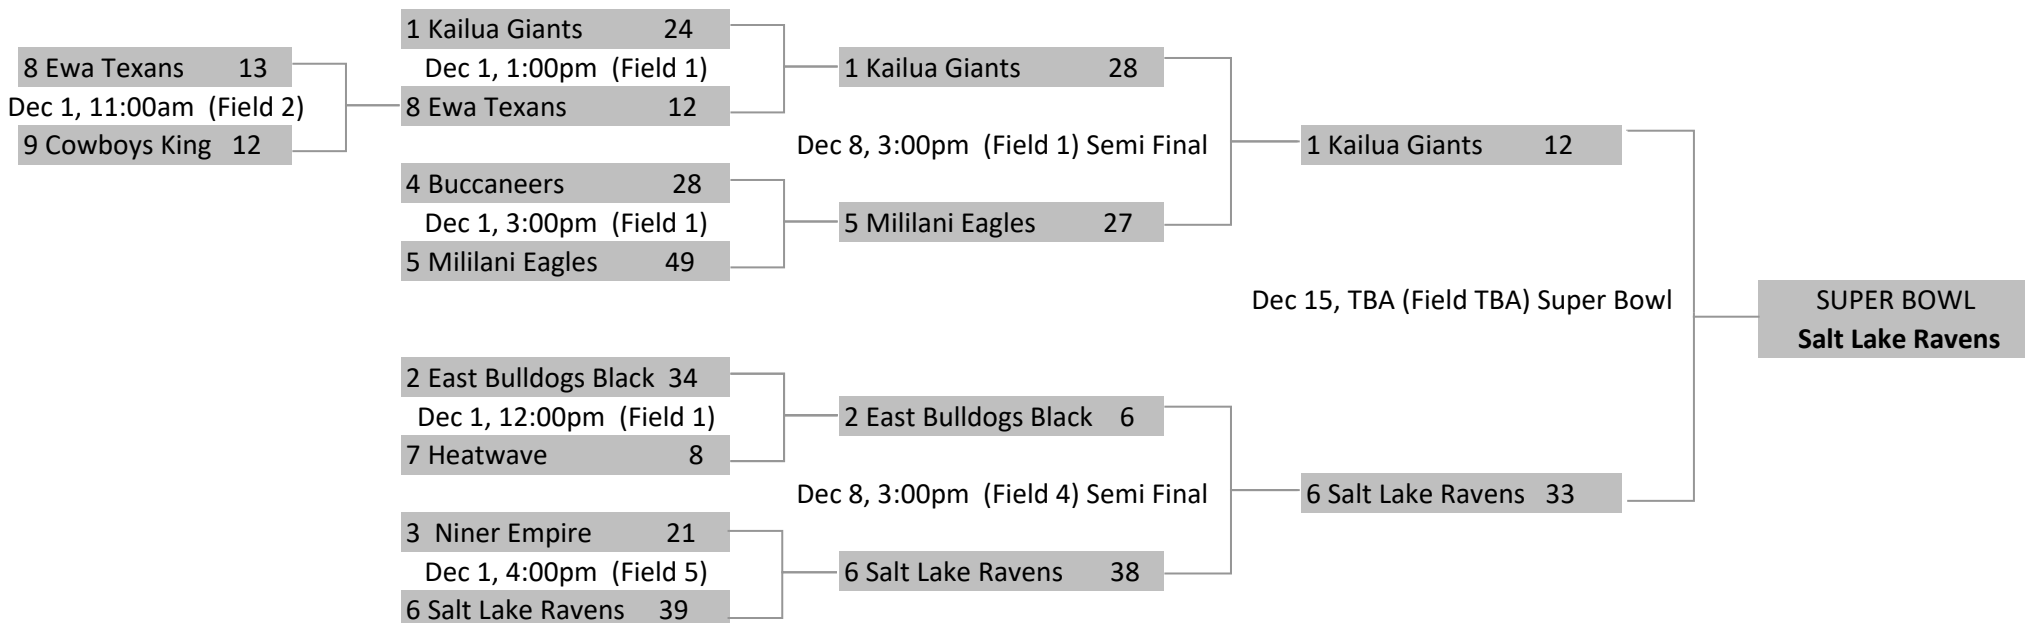 8 Ewa Texans 13
Dec 1, 11:00am (Field 2)
9 Cowboys King 12
1 Kailua Giants 24
Dec 1, 1:00pm (Field 1)
8 Ewa Texans 12
4 Buccaneers 28
Dec 1, 3:00pm (Field 1)
5 Mililani Eagles 49
2 East Bulldogs Black 34
Dec 1, 12:00pm (Field 1)
7 Heatwave 8
3 Niner Empire 21
Dec 1, 4:00pm (Field 5)
6 Salt Lake Ravens 39
1 Kailua Giants 28
Dec 8, 3:00pm (Field 1) Semi Final
5 Mililani Eagles 27
2 East Bulldogs Black 6
Dec 8, 3:00pm (Field 4) Semi Final
6 Salt Lake Ravens 38
1 Kailua Giants 12
Dec 15, TBA (Field TBA) Super Bowl
6 Salt Lake Ravens 33
SUPER BOWL
Salt Lake Ravens